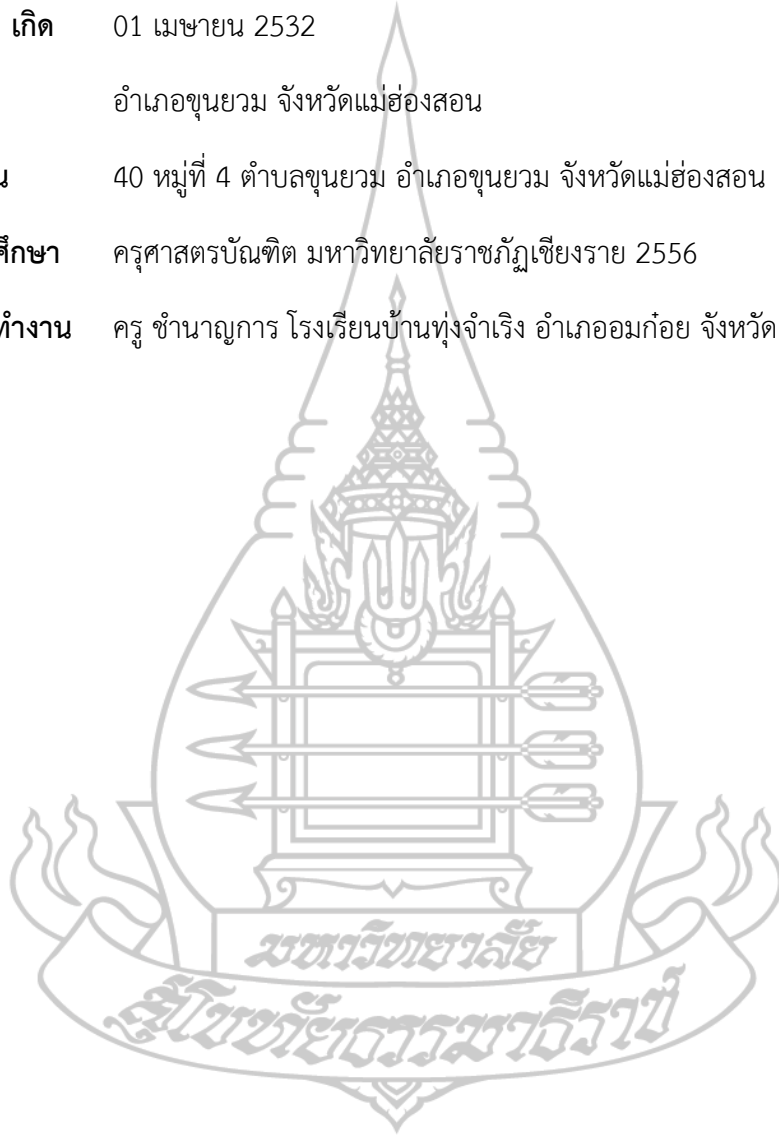 เกิด 01 เมษายน 2532
อำเภอขุนยวม จังหวัดแม่ฮ่องสอน
น 40 หมู่ที่ 4 ตำบลขุนยวม อำเภอขุนยวม จังหวัดแม่ฮ่องสอน
ศึกษา ครุศาสตรบัณฑิต มหาวิทยาลัยราชภัฏเชียงราย 2556
ทำงาน ครู ชำนาญการ โรงเรียนบ้านทุ่งจำเริง อำเภออมก๋อย จังหวัด
มหาวิทยาลัย
สุโขทัยธรรมาธิราช